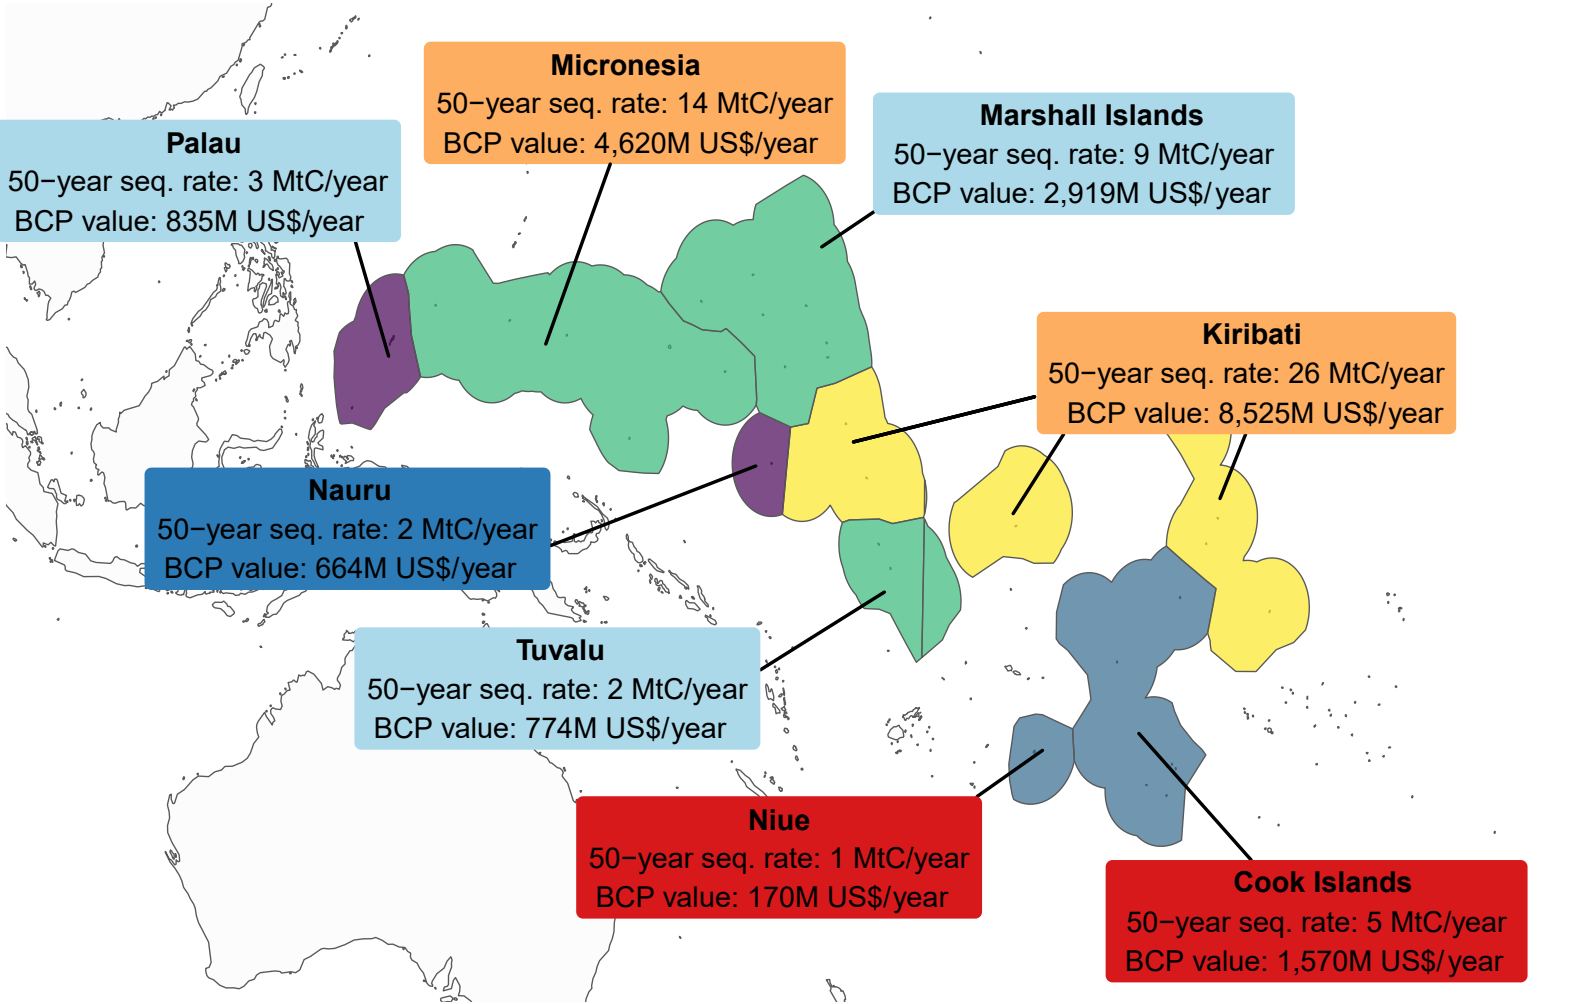 Micronesia
50−year seq. rate: 14 MtC/year
BCP value: 4,620M US$/year
Marshall Islands
50−year seq. rate: 9 MtC/year
BCP value: 2,919M US$/year
Palau
50−year seq. rate: 3 MtC/year
BCP value: 835M US$/year
Kiribati
50−year seq. rate: 26 MtC/year
BCP value: 8,525M US$/year
Nauru
50−year seq. rate: 2 MtC/year
BCP value: 664M US$/year
Tuvalu
50−year seq. rate: 2 MtC/year
BCP value: 774M US$/year
Niue
50−year seq. rate: 1 MtC/year
BCP value: 170M US$/year
Cook Islands
50−year seq. rate: 5 MtC/year
BCP value: 1,570M US$/year